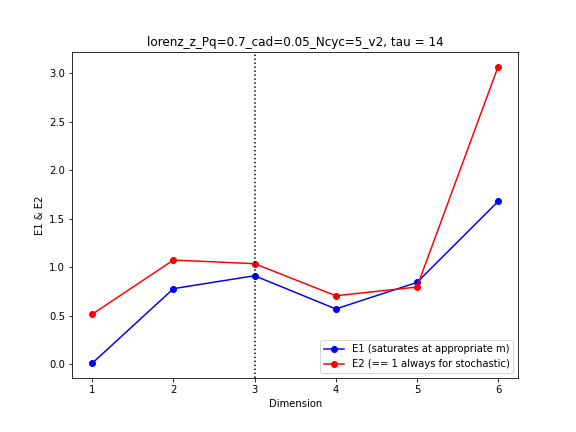 lorenz_z_Pq=0.7_cad=0.05_Ncyc=5_v2, tau = 14
E1 & E2
3.0
2.5
2.0
1.5
1.0
0.5
0.0
E1 (saturates at appropriate m)
E2 (== 1 always for stochastic)
1 2 3 4 5 6
Dimension